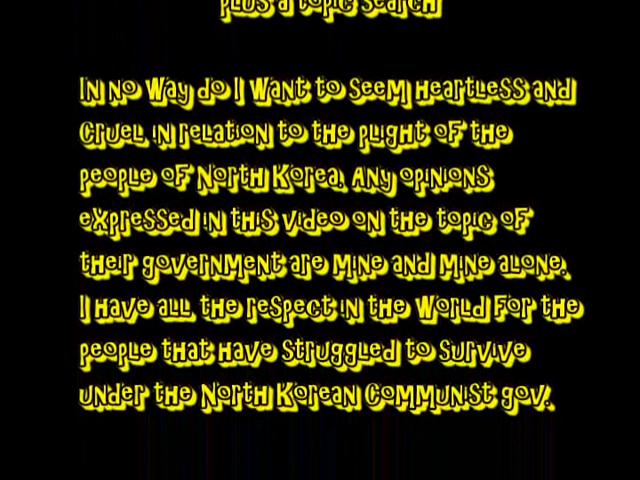 plus a topic search
In no way do I want to seem heartless and
cruel in relation to the plight of the
people of North Korea. Any opinions
expressed in this video on the topic of
their government are mine and mine alone.
I have all the respect in the world for the
people that have struggled to survive
under the North Korean Communist gov.